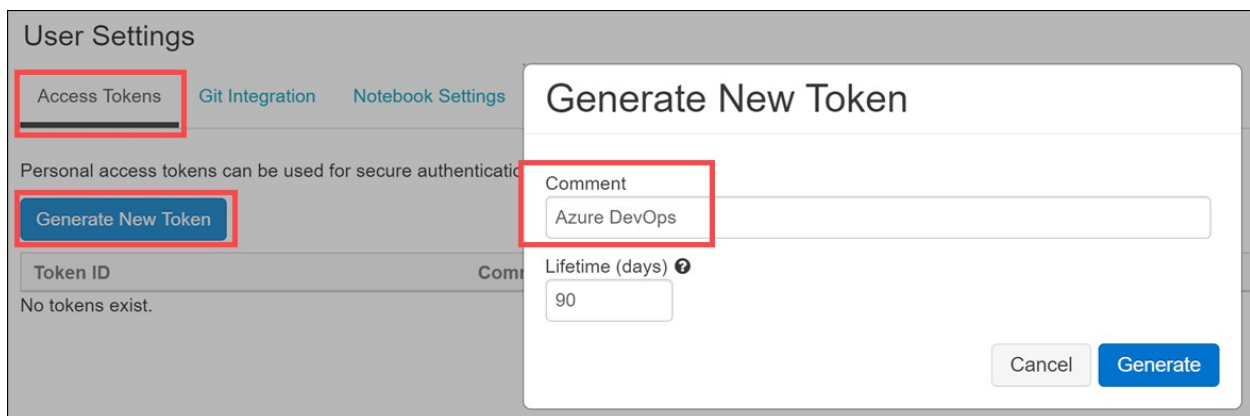 User Settings
Access Tokens Git Integration Notebook Settings
Personal access tokens can be used for secure
Generate New Token
Token ID
No tokens exist.
Generate New Token
Comment
Azure DevOps
Lifetime (days)
90
Cancel Generate